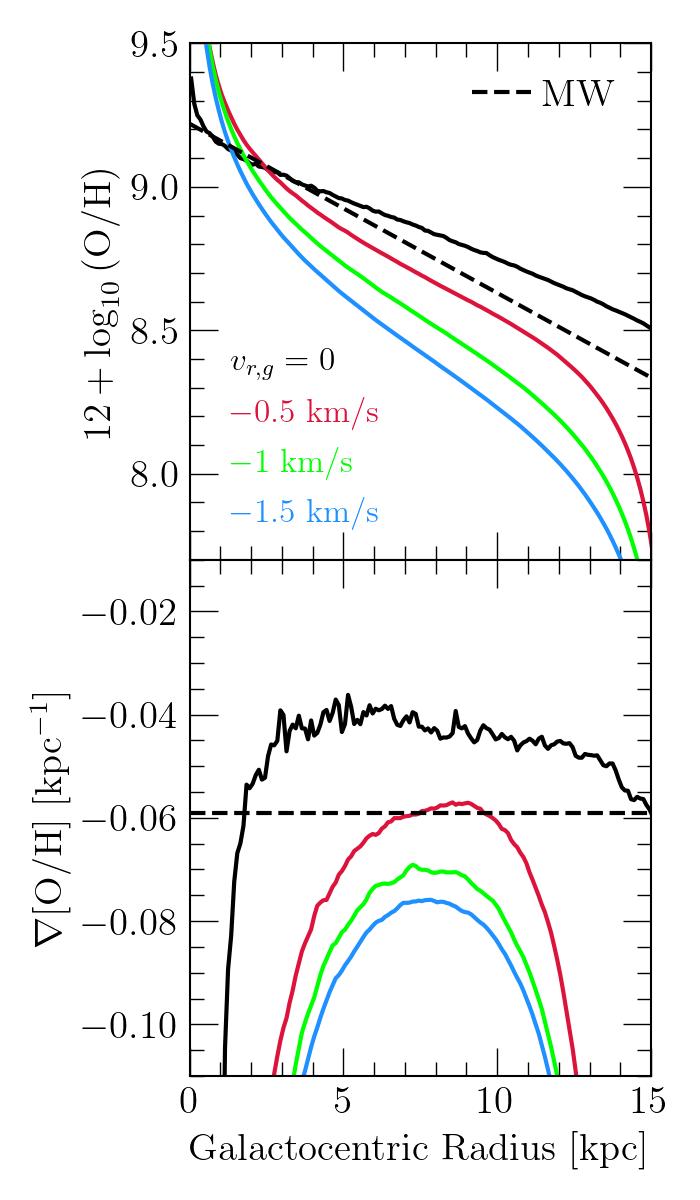 9.5
MW
9.0
12 + log₁₀(O/H)
8.5
v_{r,g} = 0
−0.5 km/s
−1 km/s
8.0
−1.5 km/s
−0.02
−0.04
∇[O/H] [kpc⁻¹]
−0.06
−0.08
−0.10
0 5 10 15
Galactocentric Radius [kpc]